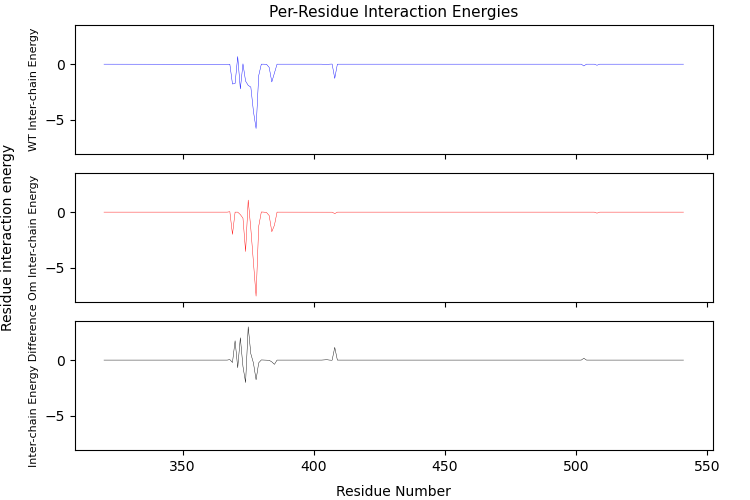 Per-Residue Interaction Energies
Residue interaction energy
WT Inter-chain Energy
0
−5
Om Inter-chain Energy
0
−5
Inter-chain Energy Difference
0
−5
350
400
450
500
550
Residue Number